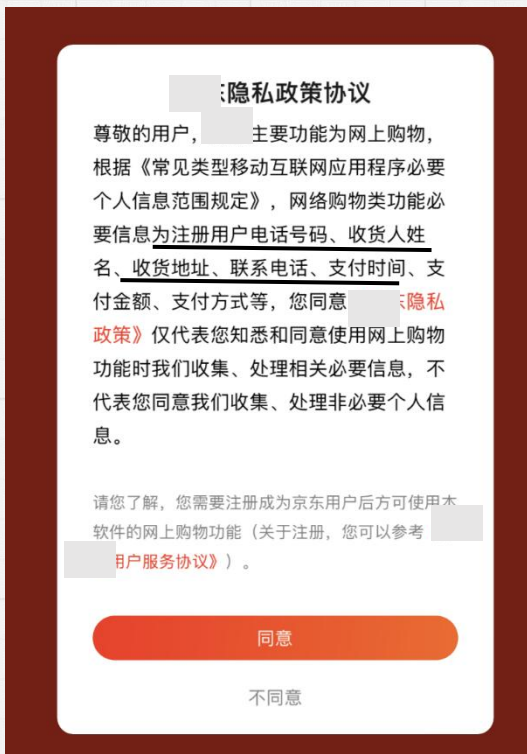 隐私政策协议
尊敬的用户，主要功能为网上购物，
根据《常见类型移动互联网应用程序必要
个人信息范围规定》，网络购物类功能必
要信息为注册用户电话号码、收货人姓
名、收货地址、联系电话、支付时间、支
付金额、支付方式等，您同意隐私
政策》仅代表您知悉和同意使用网上购物
功能时我们收集、处理相关必要信息，不
代表您同意我们收集、处理非必要个人信
息。
请您了解，您需要注册成为京东用户后方可使用本
软件的网上购物功能（关于注册，您可以参考
用户服务协议》）。
同意
不同意